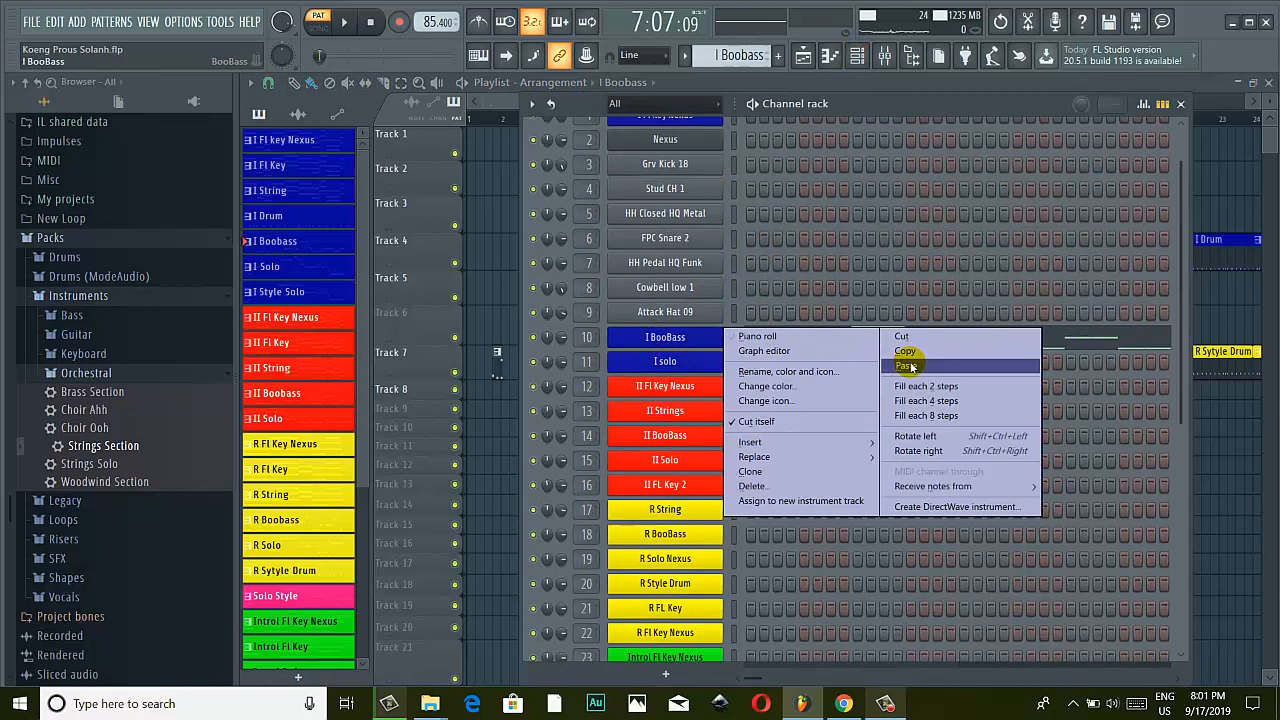 FILE EDIT ADD PATTERNS VIEW OPTIONS TOOLS HELP
PAT
SONG
85.400
3.2.
7:07:09
24
1235 MB
0
Koeng Prous Solanh.flp
I BooBass
BooBass
Line
I Boobass
Today
FL Studio version
20.5.1 build 1193 is available!
Browser - All
Playlist - Arrangement
I Boobass
IL shared data
Impulses
MIDI
Misc
My projects
New Loop
Packs
Drums
Drums (ModeAudio)
Instruments
Bass
Guitar
Keyboard
Orchestral
Brass Section
Choir Ahh
Choir Ooh
Strings Section
Strings Solo
Woodwind Section
Legacy
Loops
Risers
SFX
Shapes
Vocals
Project bones
Recorded
Rendered
Sliced audio
I Fl key Nexus
I Fl Key
I String
I Drum
I Boobass
I Solo
I Style Solo
II Fl Key Nexus
II Fl Key
II String
II Boobass
II Solo
R Fl Key Nexus
R Fl Key
R String
R Boobass
R Solo
R Sytyle Drum
Solo Style
Introl Fl Key Nexus
Introl Fl Key
+
MUTE CHAN PAT
1
2
Track 1
Track 2
Track 3
Track 4
Track 5
Track 6
Track 7
Track 8
Track 9
Track 10
Track 11
Track 12
Track 13
Track 14
Track 15
Track 16
Track 17
Track 18
Track 19
Track 20
Track 21
All
Channel rack
2 Nexus
3 Grv Kick 18
4 Stud CH 1
5 HH Closed HQ Metal
6 FPC Snare 2
7 HH Pedal HQ Funk
8 Cowbell low 1
9 Attack Hat 09
10 I BooBass
11 I solo
12 II Fl Key Nexus
13 II Strings
14 II BooBass
15 II Solo
16 II FL Key 2
17 R String
18 R BooBass
19 R Solo Nexus
20 R Style Drum
21 R FL Key
22 R Fl Key Nexus
23 Introl Fl Key Nexus
+
Piano roll
Graph editor
Rename, color and icon...
Change color...
Change icon...
Cut itself
Insert
Replace
Clone
Delete...
Assign to new instrument track
Cut
Copy
Fill each 2 steps
Fill each 4 steps
Fill each 8 steps
Rotate left Shift+Ctrl+Left
Rotate right Shift+Ctrl+Right
MIDI channel through
Receive notes from
Create DirectWave instrument...
23
24
I Drum
R Sytyle Drum
Type here to search
Au
ENG
US
8:01 PM
9/17/2019